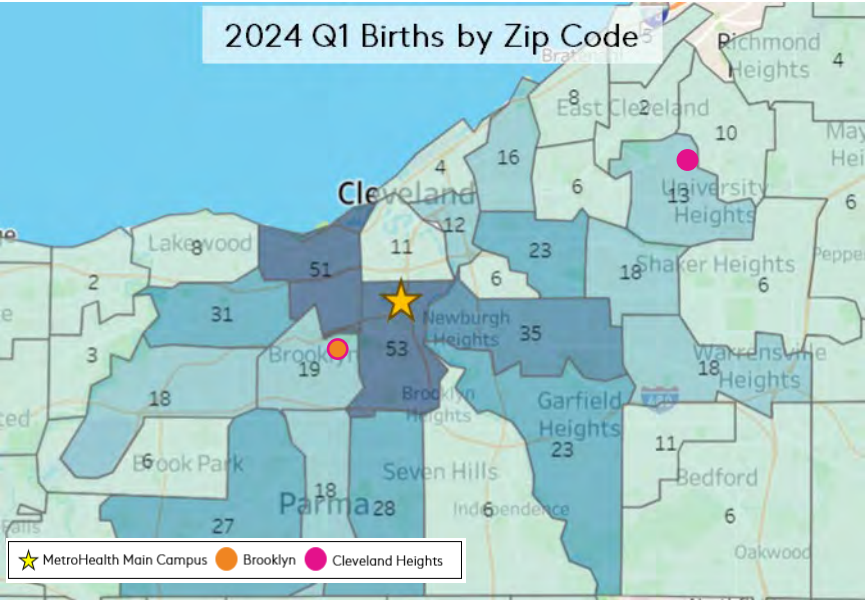 2024 Q1 Births by Zip Code
5
Richmond
Heights
4
8
East Cleveland
2
10
4
16
6
Cleveland
University
13
Heights
6
12
Lakewood
8
11
23
51
6
18
Shaker Heights
6
2
31
Newburgh
Heights
35
53
3
Brooklyn
19
Warrensville
18
Heights
18
Brooklyn
Heights
Garfield
Heights
11
23
6
Brook Park
Seven Hills
Bedford
18
Parma
28
6
Independence
6
27
Oakwood
MetroHealth Main Campus
Brooklyn
Cleveland Heights